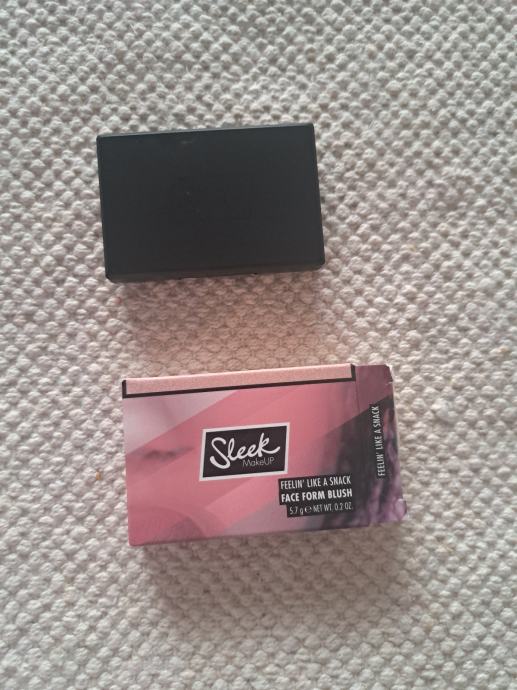 Sleek
MakeUP
FEELIN' LIKE A SNACK
FACE FORM BLUSH
5.7 g ℮ NET WT. 0.2 OZ.
FEELIN' LIKE A SNACK